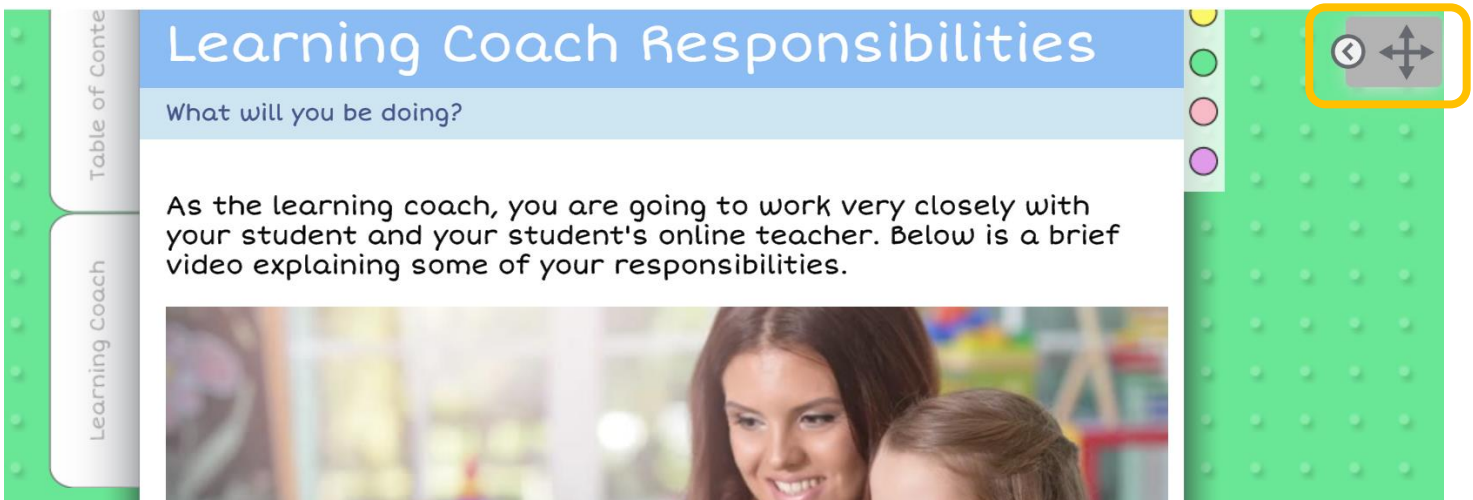 Learning Coach Responsibilities
What will you be doing?
As the learning coach, you are going to work very closely with
your student and your student's online teacher. Below is a brief
video explaining some of your responsibilities.
Table of Conte
Learning Coach